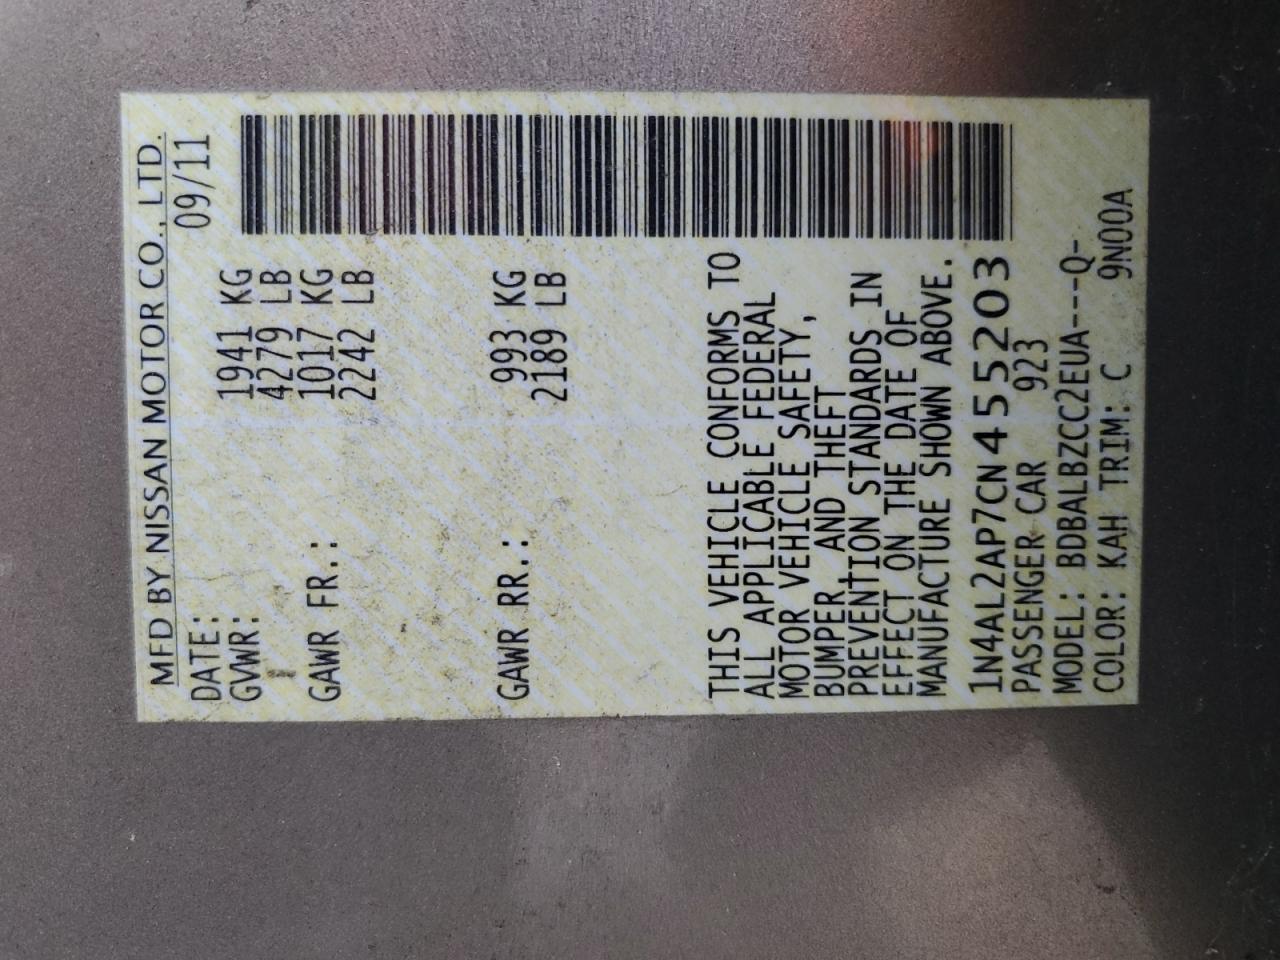 MFD BY NISSAN MOTOR CO., LTD.
DATE: 09/11
GVWR: 1941 KG
4279 LB
GAWR FR.: 1017 KG
2242 LB
GAWR RR.: 993 KG
2189 LB
THIS VEHICLE CONFORMS TO
ALL APPLICABLE FEDERAL
MOTOR VEHICLE SAFETY,
BUMPER AND THEFT
PREVENTION STANDARDS IN
EFFECT ON THE DATE OF
MANUFACTURE SHOWN ABOVE.
1N4AL2AP7CN455203
PASSENGER CAR 923
MODEL: BDBALBZCC2EUA---Q-
COLOR: KAH TRIM: C 9N00A